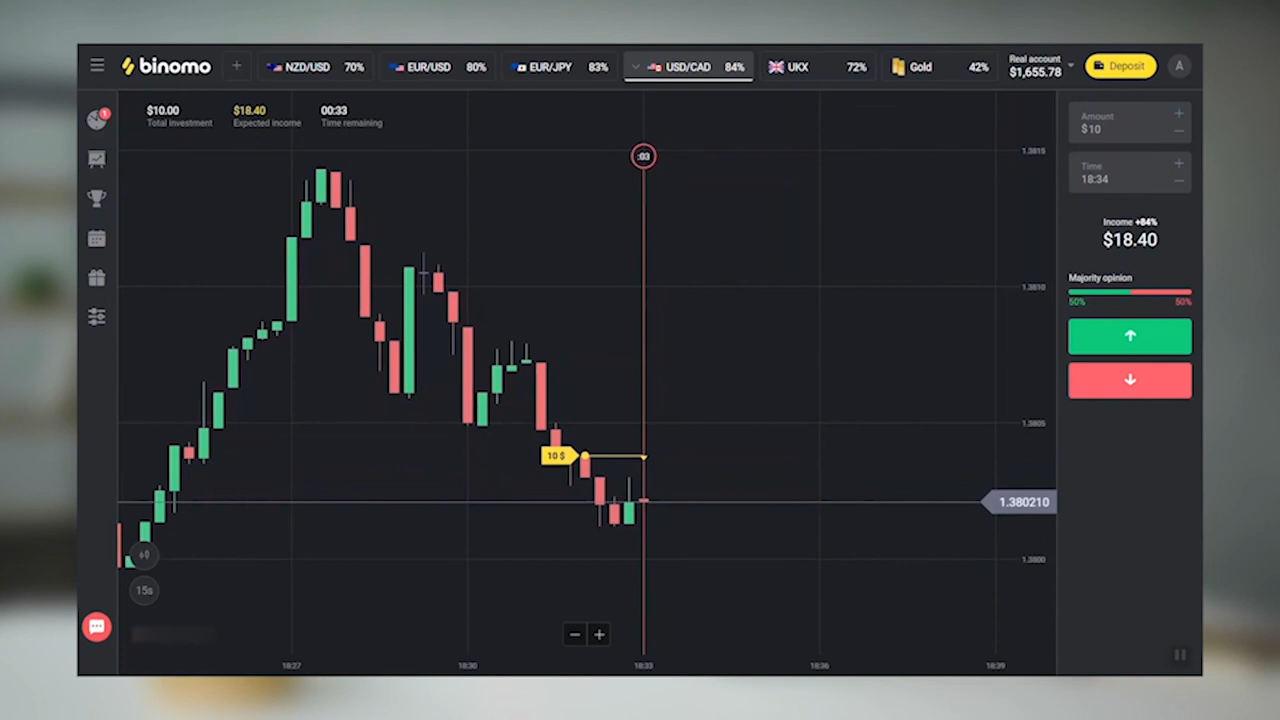 binomo
+
NZD/USD 70%
EUR/USD 80%
EUR/JPY 83%
USD/CAD 84%
UKX 72%
Gold 42%
Real account
$1,655.78
Deposit
A
1
$10.00
Total investment
$18.40
Expected income
00:33
Time remaining
:03
Amount
$10
+
−
Time
18:34
+
−
Income +84%
$18.40
Majority opinion
50% 50%
↑
↓
1.3815
1.3810
1.3805
10 $
1.380210
1.3800
15s
− +
18:27 18:30 18:33 18:36 18:39